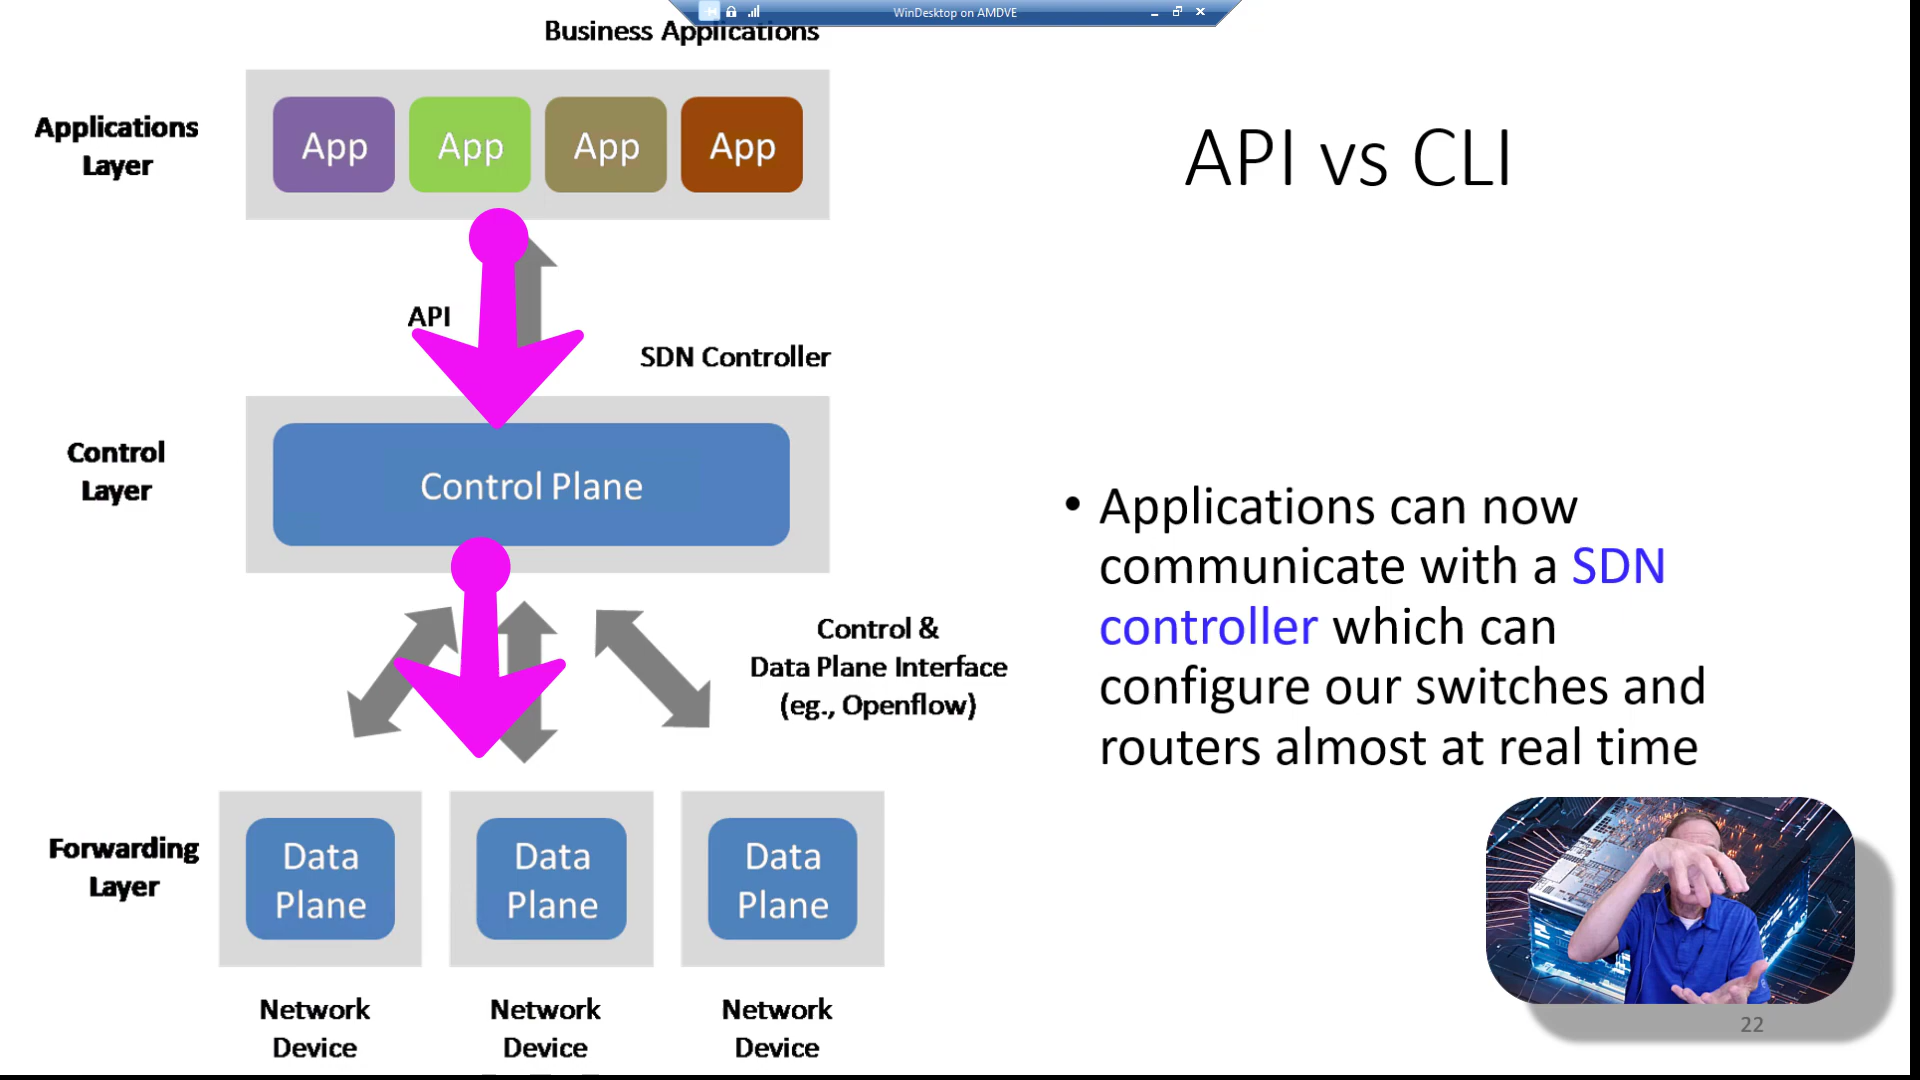 WinDesktop on AMDVE
Business Applications
Applications
Layer
App
App
App
App
API vs CLI
API
SDN Controller
Control
Layer
Control Plane
• Applications can now
communicate with a SDN
controller which can
configure our switches and
routers almost at real time
Control &
Data Plane Interface
(eg., Openflow)
Forwarding
Layer
Data
Plane
Data
Plane
Data
Plane
Network
Device
Network
Device
Network
Device
22